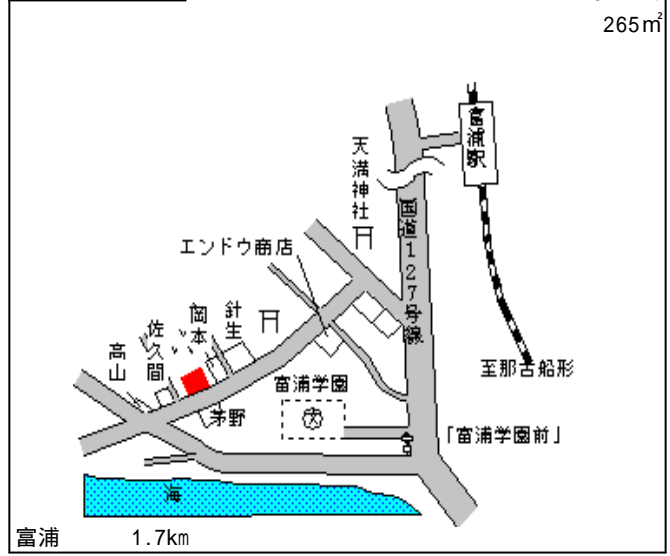 265㎡
富浦駅
天満神社
国道127号線
エンドウ商店
針生
岡本
佐久間
高山
至那古船形
富浦学園
茅野
「富浦学園前」
海
富浦 1.7km